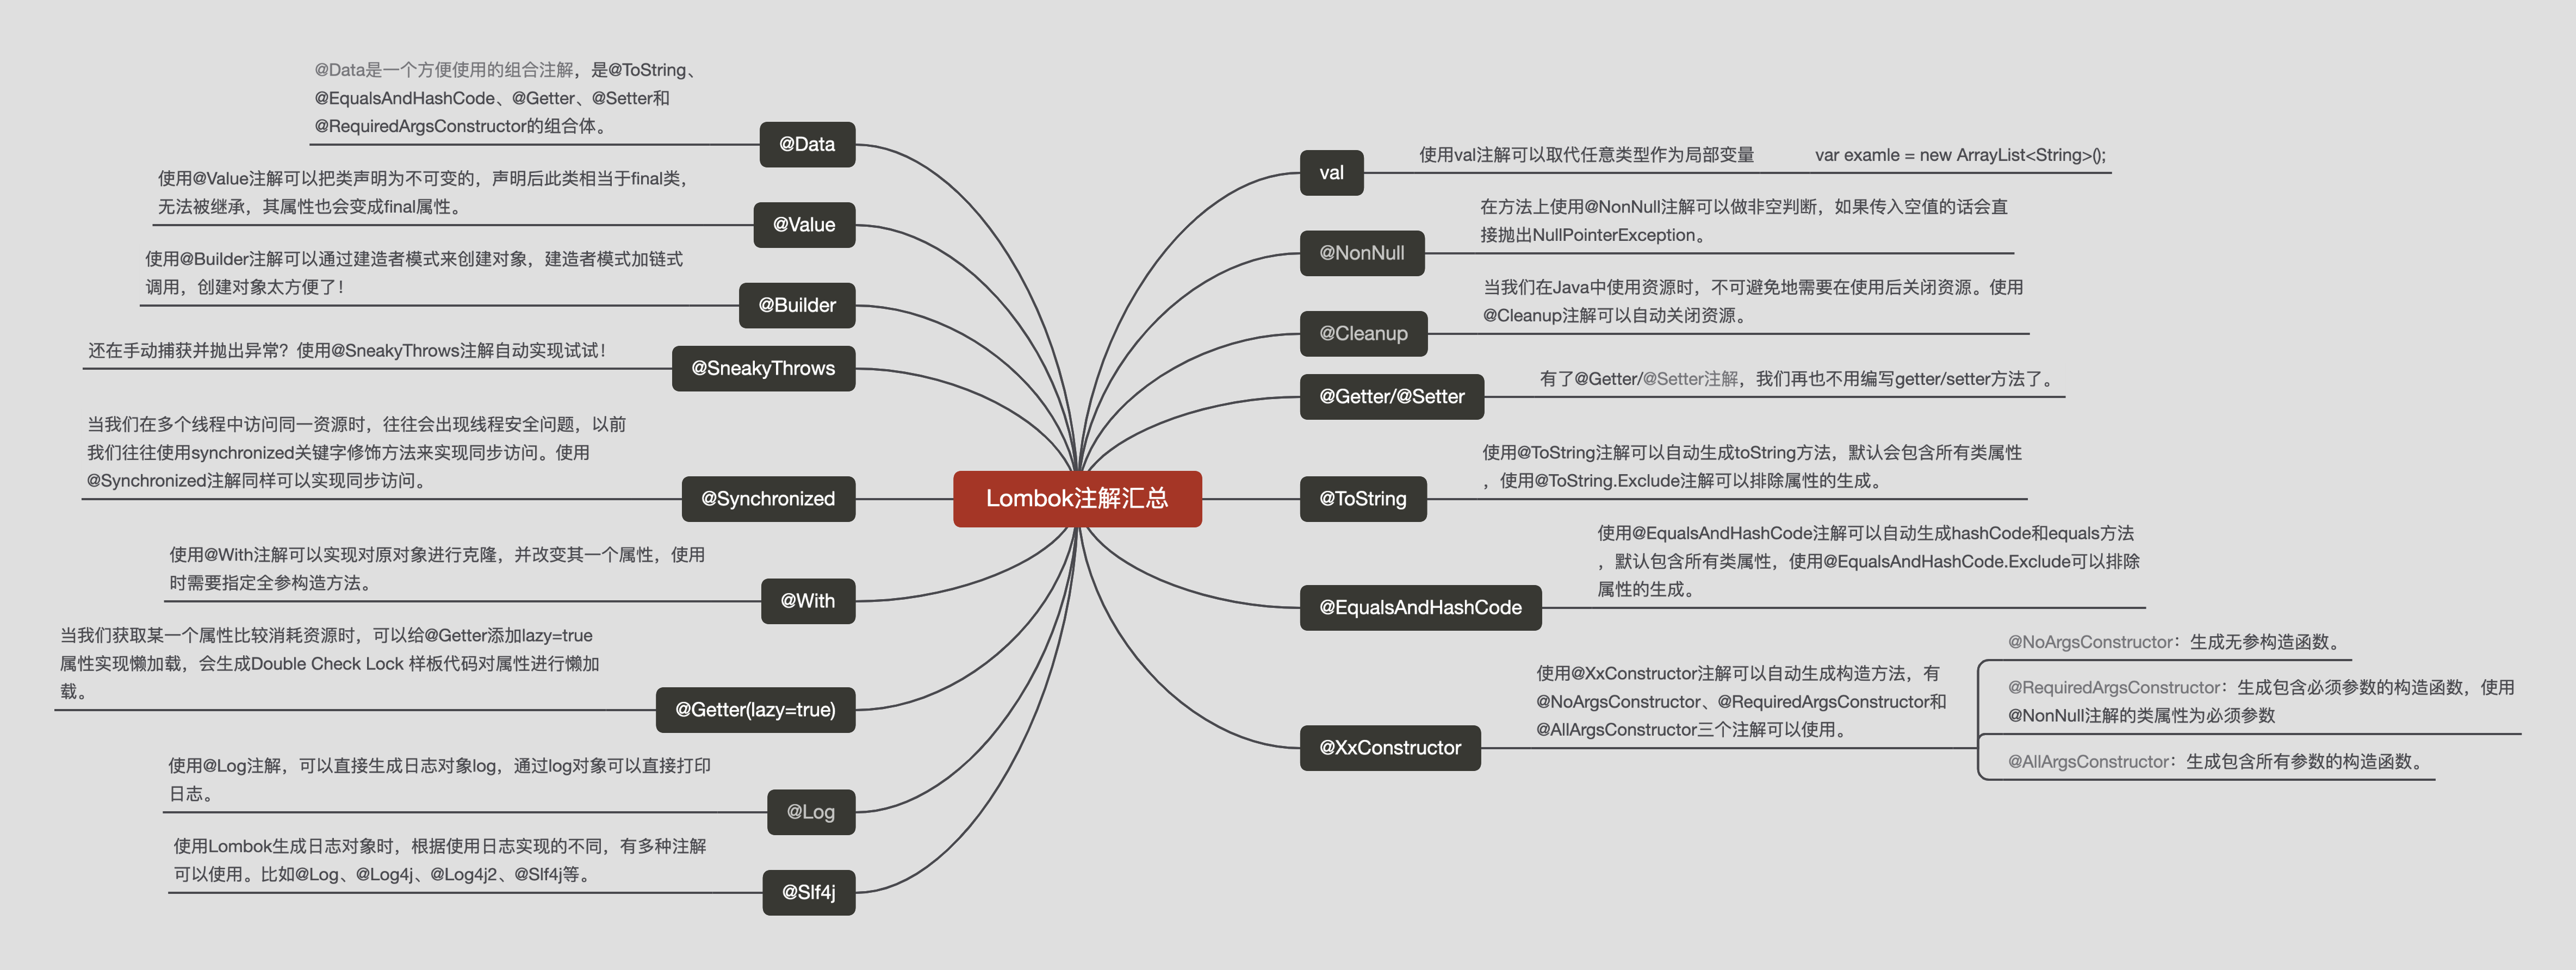 Lombok注解汇总
val
使用val注解可以取代任意类型作为局部变量
var examle = new ArrayList<String>();
@NonNull
在方法上使用@NonNull注解可以做非空判断，如果传入空值的话会直
接抛出NullPointerException。
@Cleanup
当我们在Java中使用资源时，不可避免地需要在使用后关闭资源。使用
@Cleanup注解可以自动关闭资源。
@Getter/@Setter
有了@Getter/@Setter注解，我们再也不用编写getter/setter方法了。
@ToString
使用@ToString注解可以自动生成toString方法，默认会包含所有类属性
，使用@ToString.Exclude注解可以排除属性的生成。
@EqualsAndHashCode
使用@EqualsAndHashCode注解可以自动生成hashCode和equals方法
，默认包含所有类属性，使用@EqualsAndHashCode.Exclude可以排除
属性的生成。
@XxConstructor
使用@XxConstructor注解可以自动生成构造方法，有
@NoArgsConstructor、@RequiredArgsConstructor和
@AllArgsConstructor三个注解可以使用。
@NoArgsConstructor：生成无参构造函数。
@RequiredArgsConstructor：生成包含必须参数的构造函数，使用
@NonNull注解的类属性为必须参数
@AllArgsConstructor：生成包含所有参数的构造函数。
@Data是一个方便使用的组合注解，是@ToString、
@EqualsAndHashCode、@Getter、@Setter和
@RequiredArgsConstructor的组合体。
@Data
使用@Value注解可以把类声明为不可变的，声明后此类相当于final类，
无法被继承，其属性也会变成final属性。
@Value
使用@Builder注解可以通过建造者模式来创建对象，建造者模式加链式
调用，创建对象太方便了！
@Builder
还在手动捕获并抛出异常？使用@SneakyThrows注解自动实现试试！
@SneakyThrows
当我们在多个线程中访问同一资源时，往往会出现线程安全问题，以前
我们往往使用synchronized关键字修饰方法来实现同步访问。使用
@Synchronized注解同样可以实现同步访问。
@Synchronized
使用@With注解可以实现对原对象进行克隆，并改变其一个属性，使用
时需要指定全参构造方法。
@With
当我们获取某一个属性比较消耗资源时，可以给@Getter添加lazy=true
属性实现懒加载，会生成Double Check Lock 样板代码对属性进行懒加
载。
@Getter(lazy=true)
使用@Log注解，可以直接生成日志对象log，通过log对象可以直接打印
日志。
@Log
使用Lombok生成日志对象时，根据使用日志实现的不同，有多种注解
可以使用。比如@Log、@Log4j、@Log4j2、@Slf4j等。
@Slf4j